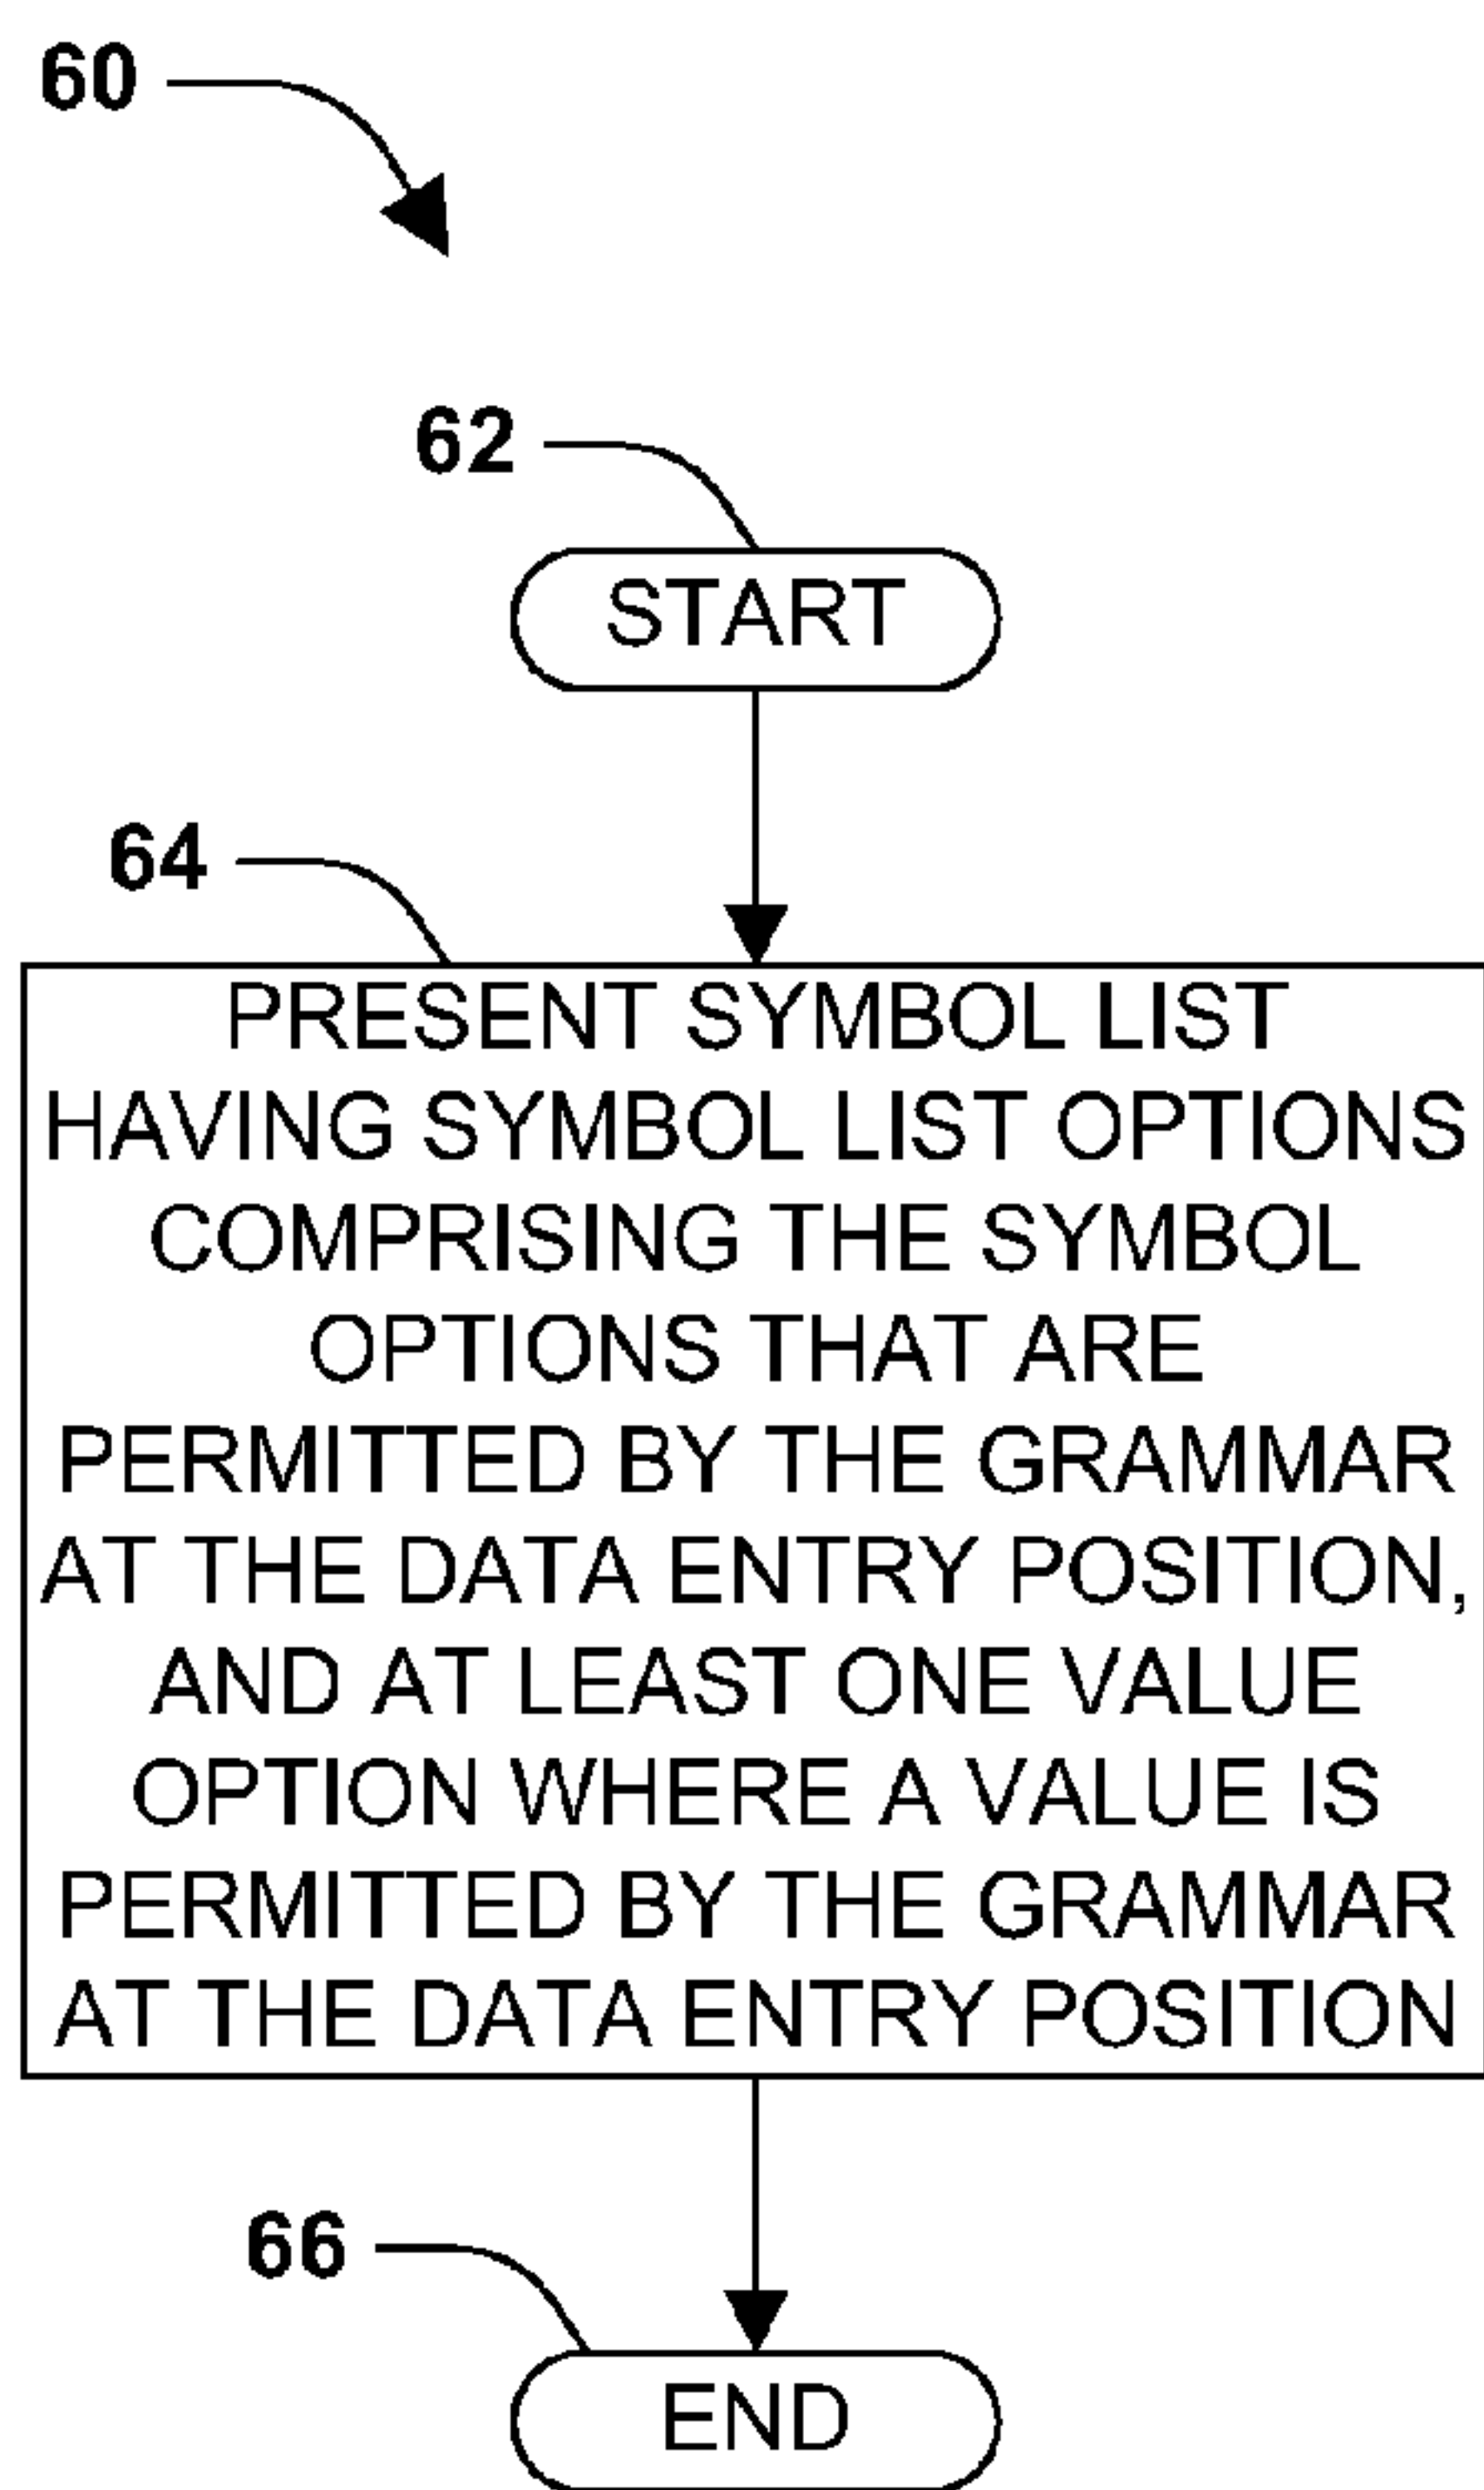 60
62
START
64
PRESENT SYMBOL LIST
HAVING SYMBOL LIST OPTIONS
COMPRISING THE SYMBOL
OPTIONS THAT ARE
PERMITTED BY THE GRAMMAR
AT THE DATA ENTRY POSITION,
AND AT LEAST ONE VALUE
OPTION WHERE A VALUE IS
PERMITTED BY THE GRAMMAR
AT THE DATA ENTRY POSITION
66
END